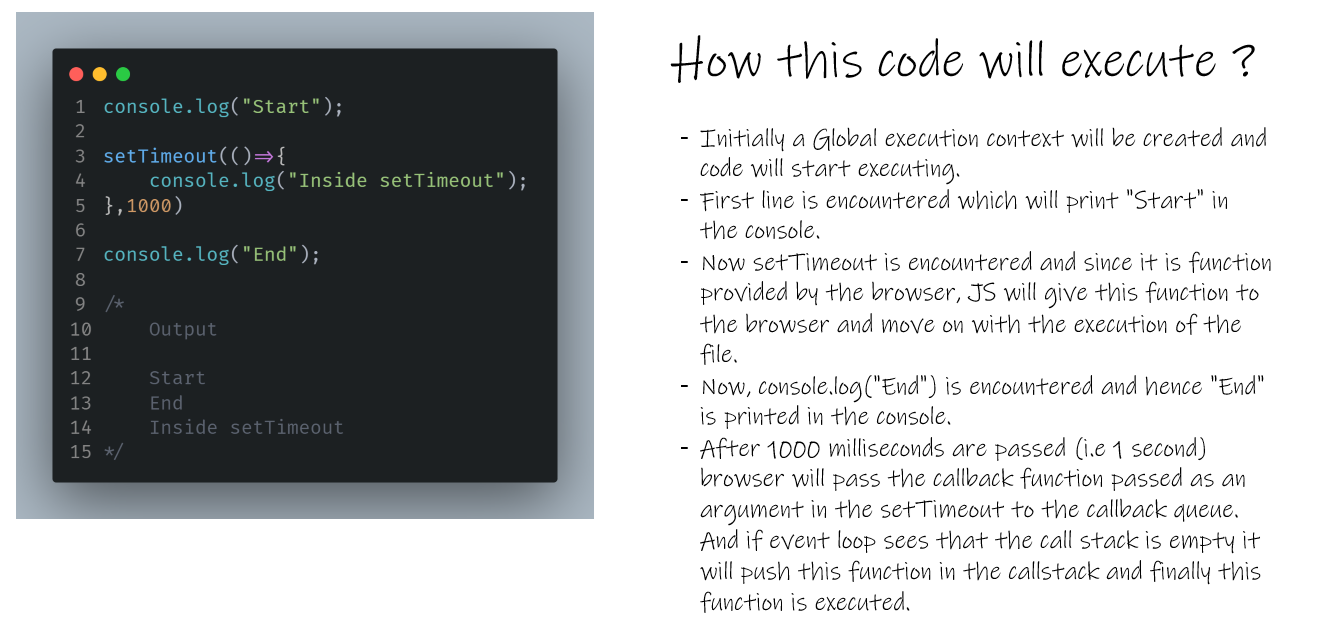 1 console.log("Start");
2
3 setTimeout(()=>{
4     console.log("Inside setTimeout");
5 },1000)
6
7 console.log("End");
8
9 /*
10     Output
11
12     Start
13     End
14     Inside setTimeout
15 */
How this code will execute ?
- Initially a Global execution context will be created and
code will start executing.
- First line is encountered which will print "Start" in
the console.
- Now setTimeout is encountered and since it is function
provided by the browser, JS will give this function to
the browser and move on with the execution of the
file.
- Now, console.log("End") is encountered and hence "End"
is printed in the console.
- After 1000 milliseconds are passed (i.e 1 second)
browser will pass the callback function passed as an
argument in the setTimeout to the callback queue.
And if event loop sees that the call stack is empty it
will push this function in the callstack and finally this
function is executed.